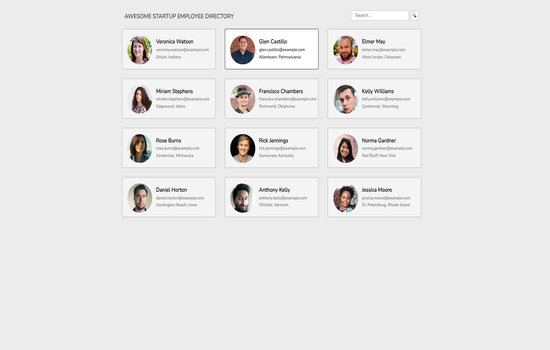 AWESOME STARTUP EMPLOYEE DIRECTORY
Search...
Veronica Watson
veronica.watson@example.com
Shiloh, Indiana
Glen Castillo
glen.castillo@example.com
Allentown, Pennsylvania
Elmer May
elmer.may@example.com
West Jordan, Delaware
Miriam Stephens
miriam.stephens@example.com
Edgewood, Idaho
Francisco Chambers
francisco.chambers@example.com
Richmond, Oklahoma
Kelly Williams
kelly.williams@example.com
Centennial, Wyoming
Rose Burns
rose.burns@example.com
Centennial, Minnesota
Rick Jennings
rick.jennings@example.com
Sunnyvale, Kentucky
Norma Gardner
norma.gardner@example.com
Red Bluff, New York
Daniel Horton
daniel.horton@example.com
Huntington Beach, Iowa
Anthony Kelly
anthony.kelly@example.com
Wichita, Vermont
Jessica Moore
jessica.moore@example.com
St. Petersburg, Rhode Island